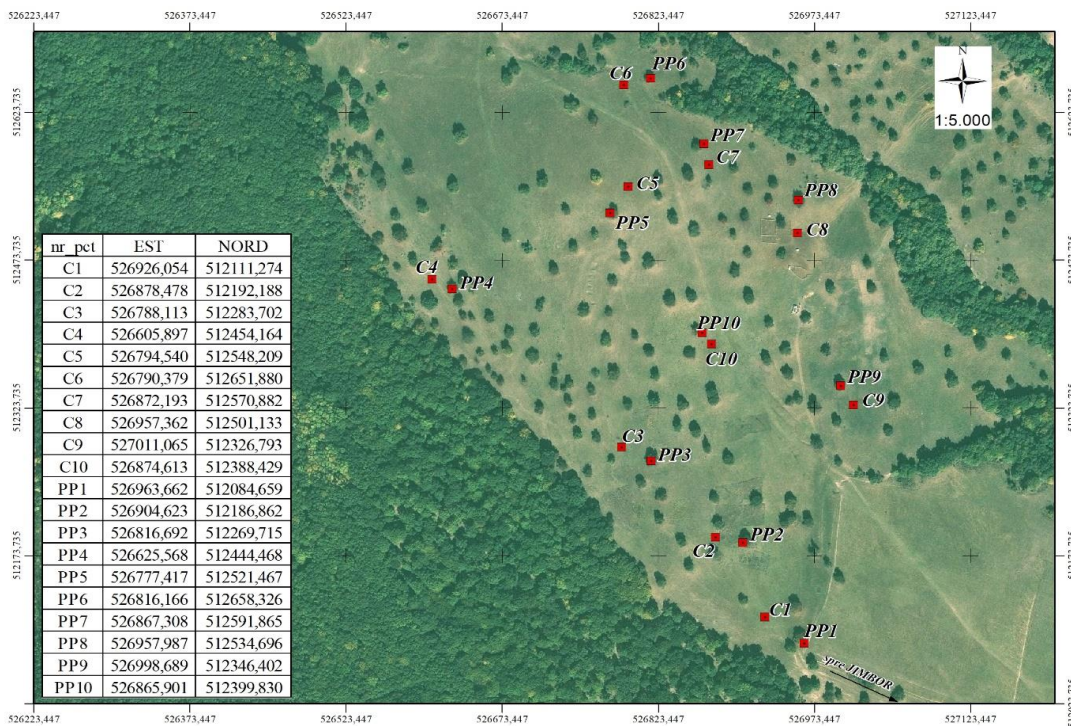 526223,447 526373,447 526523,447 526673,447 526823,447 526973,447 527123,447
N
1:5.000
512623,735 512623,735
512473,735 512473,735
512323,735 512323,735
512173,735 512173,735
C6 PP6
PP7
C7
C5 PP8
PP5
C8
C4 PP4
PP10
C10
PP9
C9
C3
PP3
C2 PP2
C1
PP1
spre JIMBOR
nr_pct EST NORD
C1 526926,054 512111,274
C2 526878,478 512192,188
C3 526788,113 512283,702
C4 526605,897 512454,164
C5 526794,540 512548,209
C6 526790,379 512651,880
C7 526872,193 512570,882
C8 526957,362 512501,133
C9 527011,065 512326,793
C10 526874,613 512388,429
PP1 526963,662 512084,659
PP2 526904,623 512186,862
PP3 526816,692 512269,715
PP4 526625,568 512444,468
PP5 526777,417 512521,467
PP6 526816,166 512658,326
PP7 526867,308 512591,865
PP8 526957,987 512534,696
PP9 526998,689 512346,402
PP10 526865,901 512399,830
526223,447 526373,447 526523,447 526673,447 526823,447 526973,447 527123,447